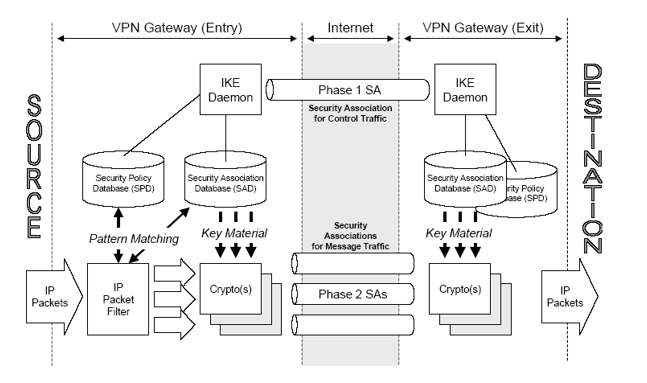 VPN Gateway (Entry)
Internet
VPN Gateway (Exit)
SOURCE
DESTINATION
IKE
Daemon
Phase 1 SA
IKE
Daemon
Security Association
for Control Traffic
Security Policy
Database (SPD)
Security Association
Database (SAD)
Security Association
Database (SAD)
rity Policy
base (SPD)
Pattern Matching
Key Material
Security
Associations
for Message Traffic
Key Material
IP
Packets
IP
Packet
Filter
Crypto(s)
Phase 2 SAs
Crypto(s)
IP
Packets